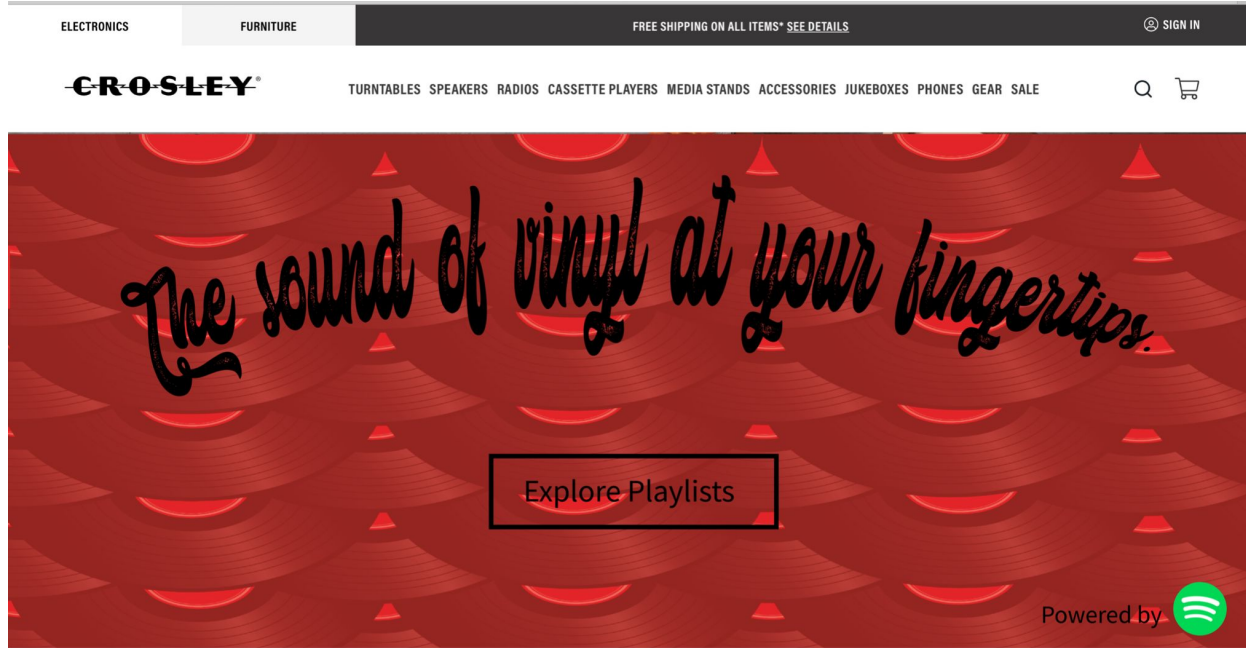 ELECTRONICS FURNITURE FREE SHIPPING ON ALL ITEMS* SEE DETAILS SIGN IN
CROSLEY® TURNTABLES SPEAKERS RADIOS CASSETTE PLAYERS MEDIA STANDS ACCESSORIES JUKEBOXES PHONES GEAR SALE
The sound of vinyl at your fingertips.
Explore Playlists
Powered by